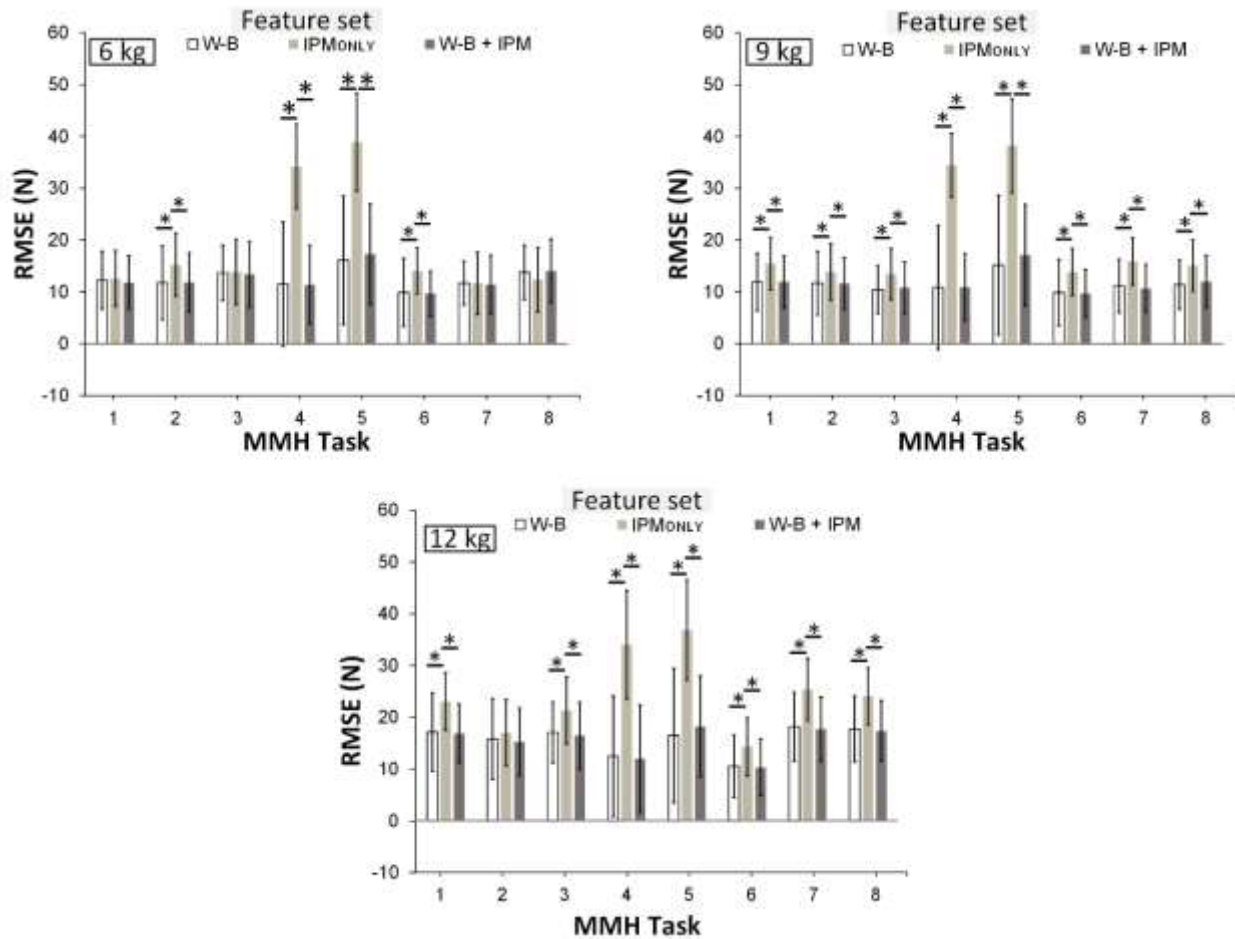 Feature set
6 kg
W-B IPMONLY W-B + IPM
60
50
40
30
20
10
0
-10
RMSE (N)
* * * * * * * *
1 2 3 4 5 6 7 8
MMH Task
Feature set
9 kg
W-B IPMONLY W-B + IPM
60
50
40
30
20
10
0
-10
RMSE (N)
* * * * * * * * * * * * * * * *
1 2 3 4 5 6 7 8
MMH Task
Feature set
12 kg
W-B IPMONLY W-B + IPM
60
50
40
30
20
10
0
-10
RMSE (N)
* * * * * * * * * * * * * *
1 2 3 4 5 6 7 8
MMH Task